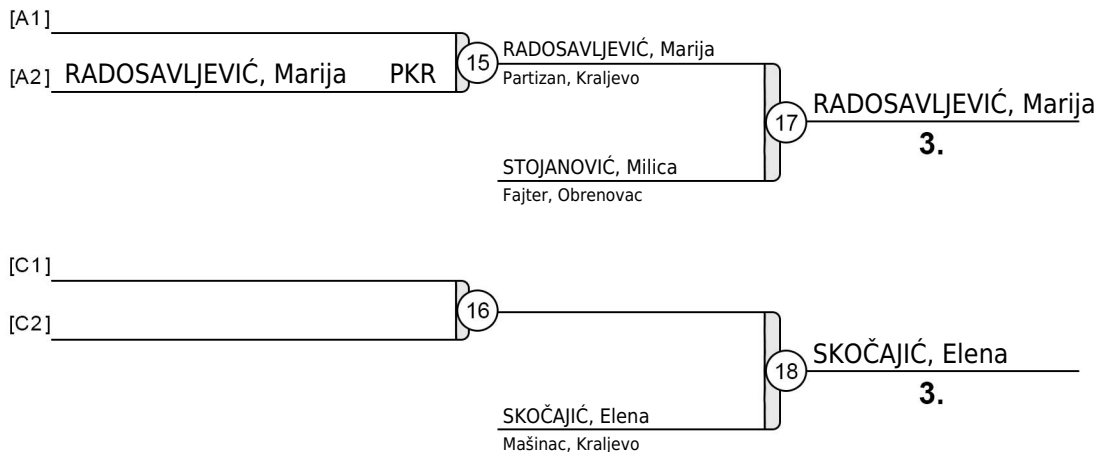 [A1]
[A2] RADOSAVLJEVIĆ, Marija PKR
15
RADOSAVLJEVIĆ, Marija
Partizan, Kraljevo
17
RADOSAVLJEVIĆ, Marija
3.
STOJANOVIĆ, Milica
Fajter, Obrenovac
[C1]
[C2]
16
18
SKOČAJIĆ, Elena
3.
SKOČAJIĆ, Elena
Mašinac, Kraljevo